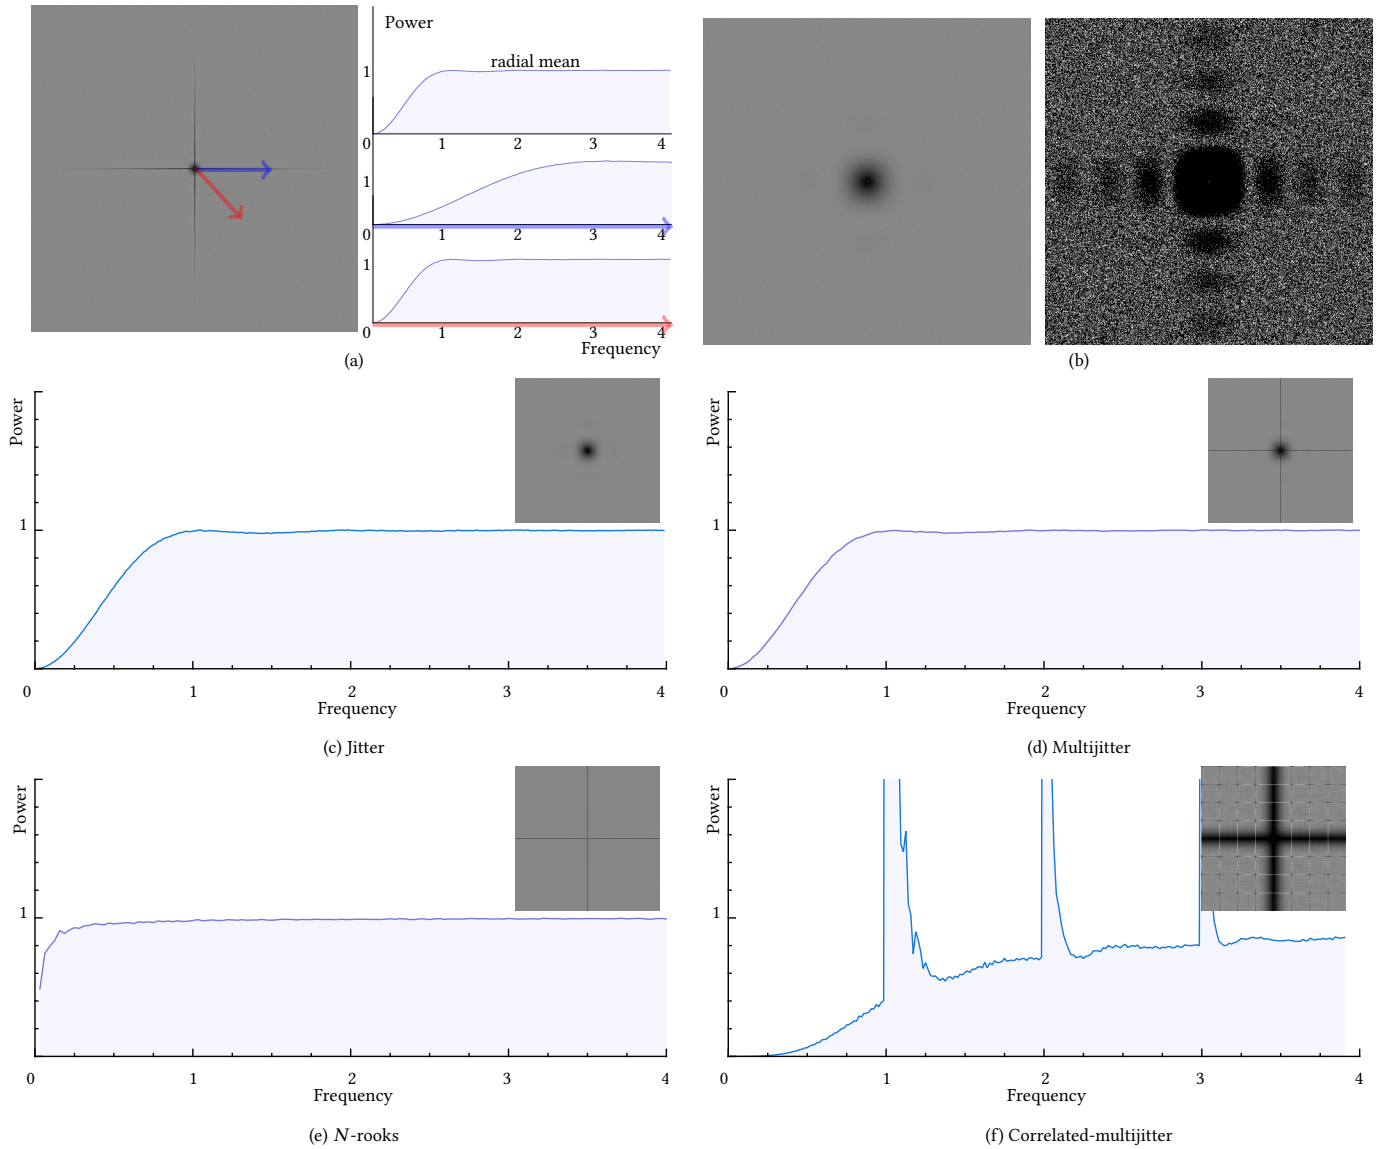 Power
radial mean
1
0 1 2 3 4
1
0 1 2 3 4
1
0 1 2 3 4
Frequency
(a)
(b)
Power
1
0 1 2 3 4
Frequency
(c) Jitter
Power
1
0 1 2 3 4
Frequency
(d) Multijitter
Power
1
0 1 2 3 4
Frequency
(e) N-rooks
Power
1
0 1 2 3 4
Frequency
(f) Correlated-multijitter